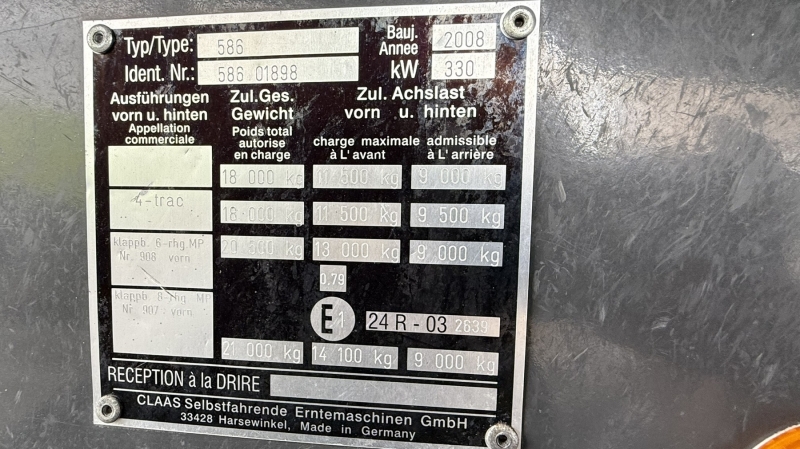 Typ/Type: 586 Bauj. Annee 2008
Ident. Nr.: 586 01898 kW 330
Ausführungen vorn u. hinten Zul.Ges. Gewicht Zul. Achslast vorn u. hinten
Appellation commerciale Poids total autorise en charge charge maximale admissible à L' avant à L' arrière
18 000 kg 11 500 kg 9 000 kg
4-trac 18 000 kg 11 500 kg 9 500 kg
klappb. 6-rhg MP 13 000 kg 9 000 kg
Nr. 908 vorn
0,79
klappb. 8-rhg MP
Nr. 907 vorn
E 1 24 R - 03 2639
21 000 kg 14 100 kg 9 000 kg
RECEPTION à la DRIRE
CLAAS Selbstfahrende Erntemaschinen GmbH
33428 Harsewinkel, Made in Germany